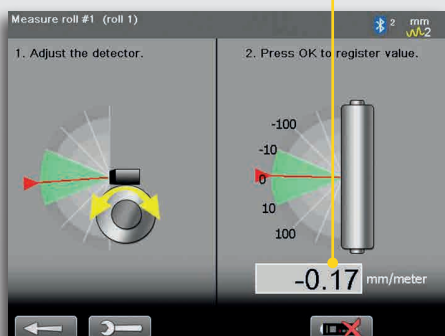 Measure roll #1 (roll 1)
2 mm
2
1. Adjust the detector.
2. Press OK to register value.
-100
-10
0
10
100
-0.17 mm/meter